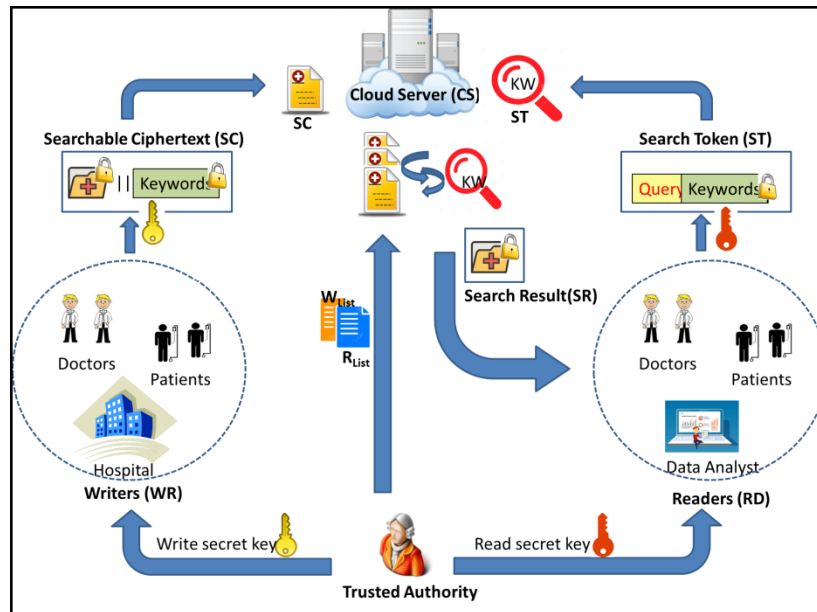 Cloud Server (CS)
SC
KW
ST
Searchable Ciphertext (SC)
Search Token (ST)
|| Keywords
Query Keywords
KW
Search Result(SR)
WList
RList
Doctors
Patients
Hospital
Writers (WR)
Doctors
Patients
Data Analyst
Readers (RD)
Write secret key
Read secret key
Trusted Authority